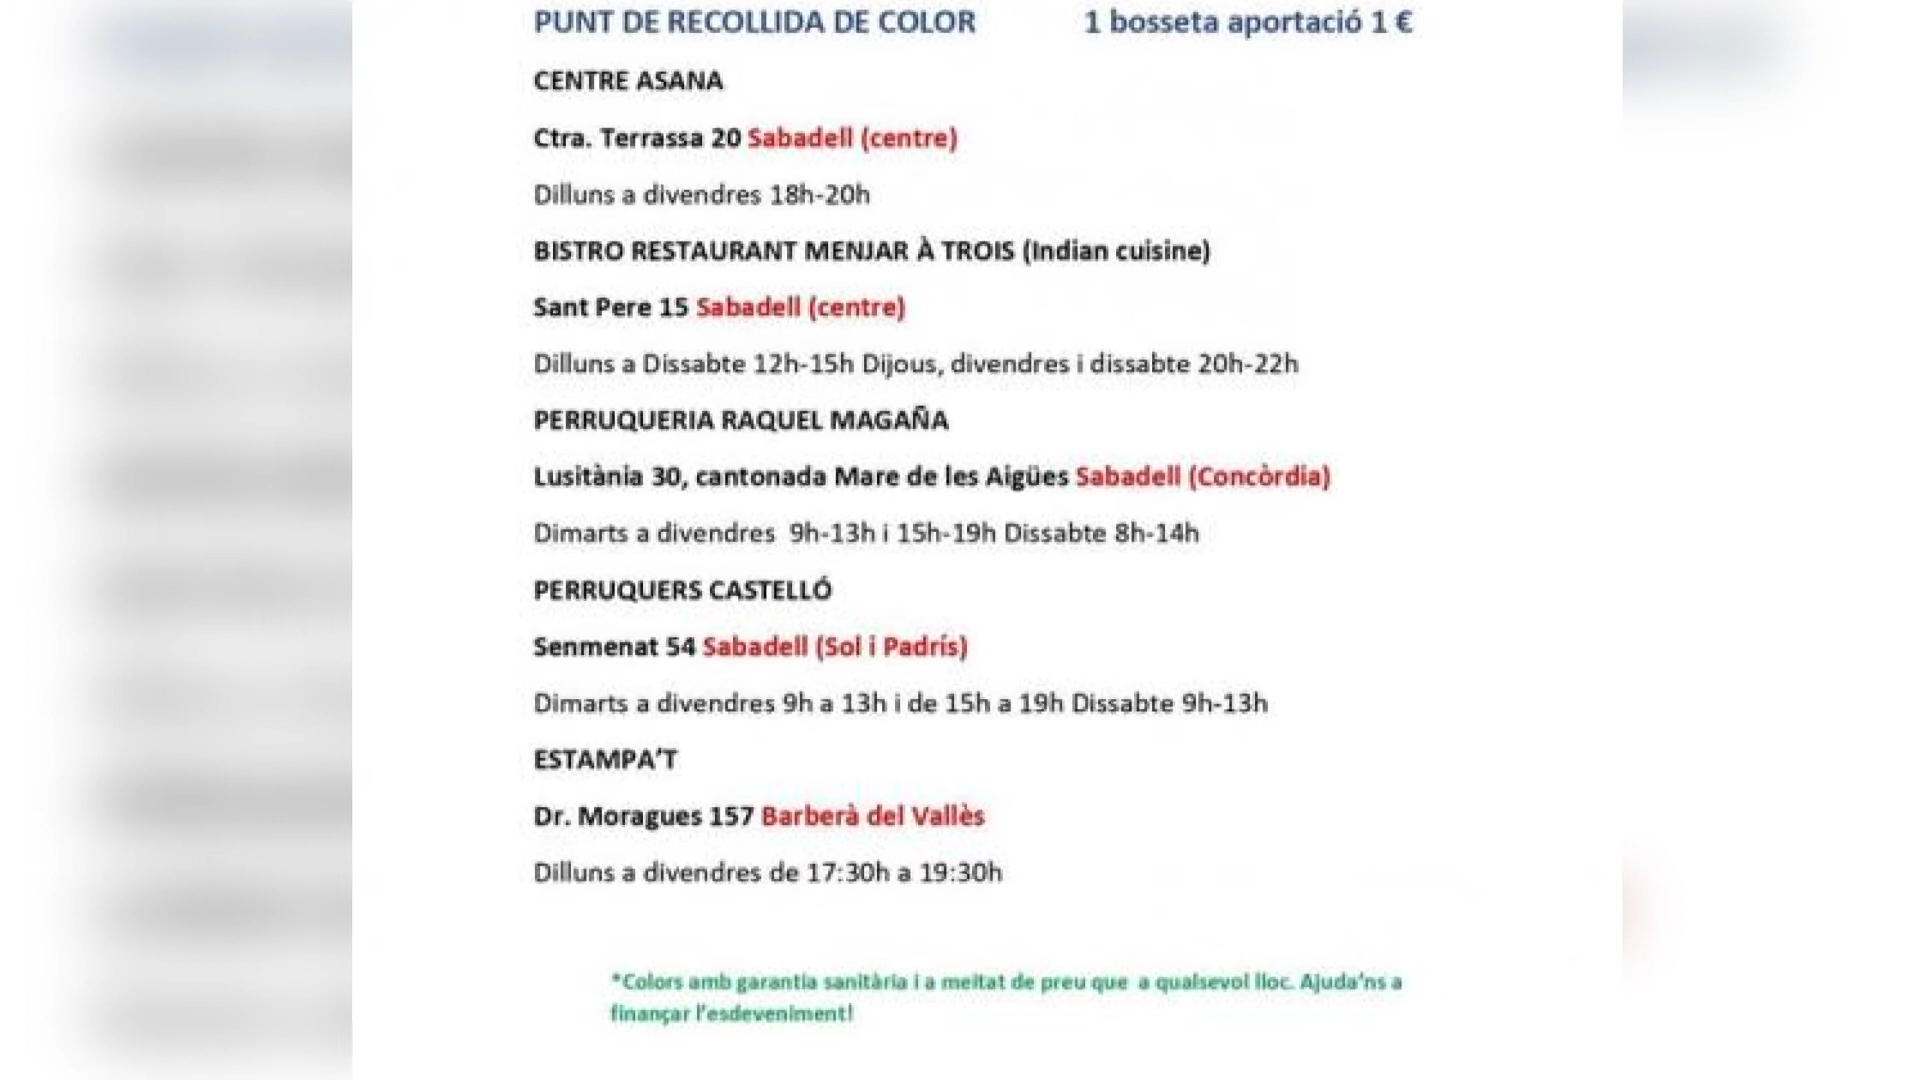 PUNT DE RECOLLIDA DE COLOR 1 bosseta aportació 1 €
CENTRE ASANA
Ctra. Terrassa 20 Sabadell (centre)
Dilluns a divendres 18h-20h
BISTRO RESTAURANT MENJAR À TROIS (Indian cuisine)
Sant Pere 15 Sabadell (centre)
Dilluns a Dissabte 12h-15h Dijous, divendres i dissabte 20h-22h
PERRUQUERIA RAQUEL MAGAÑA
Lusitània 30, cantonada Mare de les Aigües Sabadell (Concòrdia)
Dimarts a divendres 9h-13h i 15h-19h Dissabte 8h-14h
PERRUQUERS CASTELLÓ
Senmenat 54 Sabadell (Sol i Padrís)
Dimarts a divendres 9h a 13h i de 15h a 19h Dissabte 9h-13h
ESTAMPA'T
Dr. Moragues 157 Barberà del Vallès
Dilluns a divendres de 17:30h a 19:30h
*Colors amb garantia sanitària i a meitat de preu que a qualsevol lloc. Ajuda'ns a
finançar l'esdeveniment!